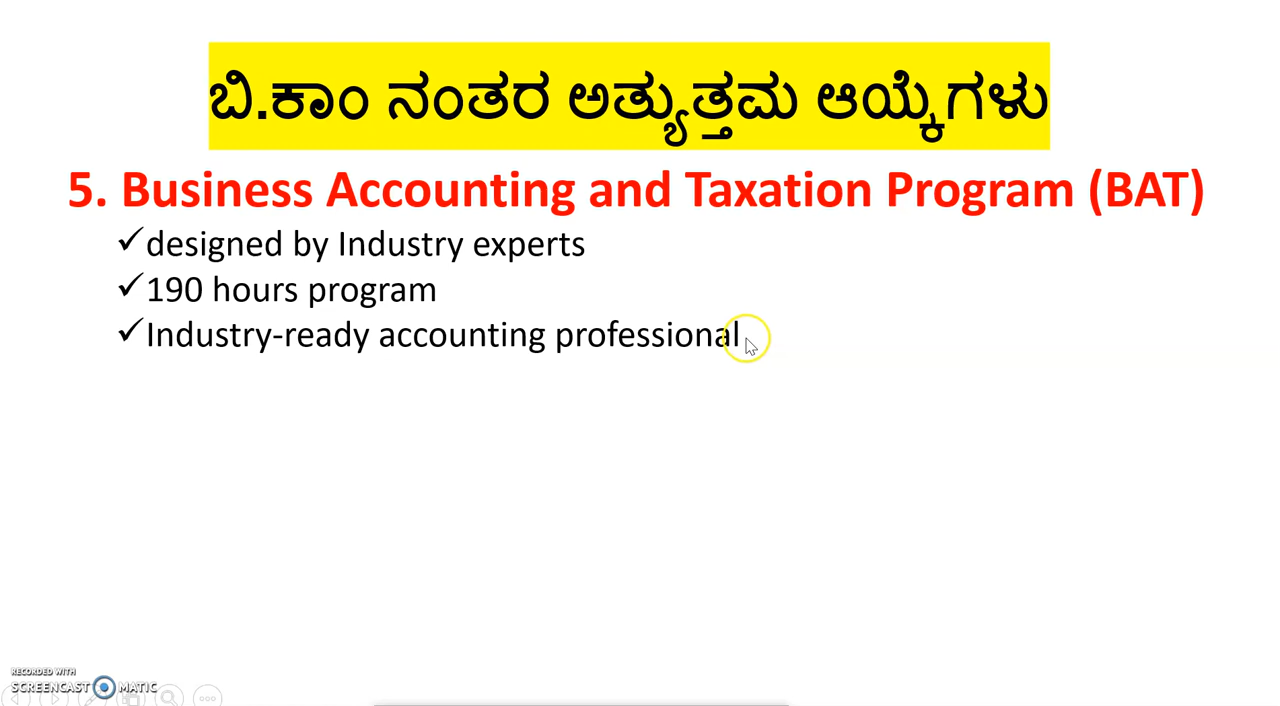 ಬಿ.ಕಾಂ ನಂತರ ಅತ್ಯುತ್ತಮ ಆಯ್ಕೆಗಳು
5. Business Accounting and Taxation Program (BAT)
✓designed by Industry experts
✓190 hours program
✓Industry-ready accounting professional
RECORDED WITH
SCREENCAST MATIC